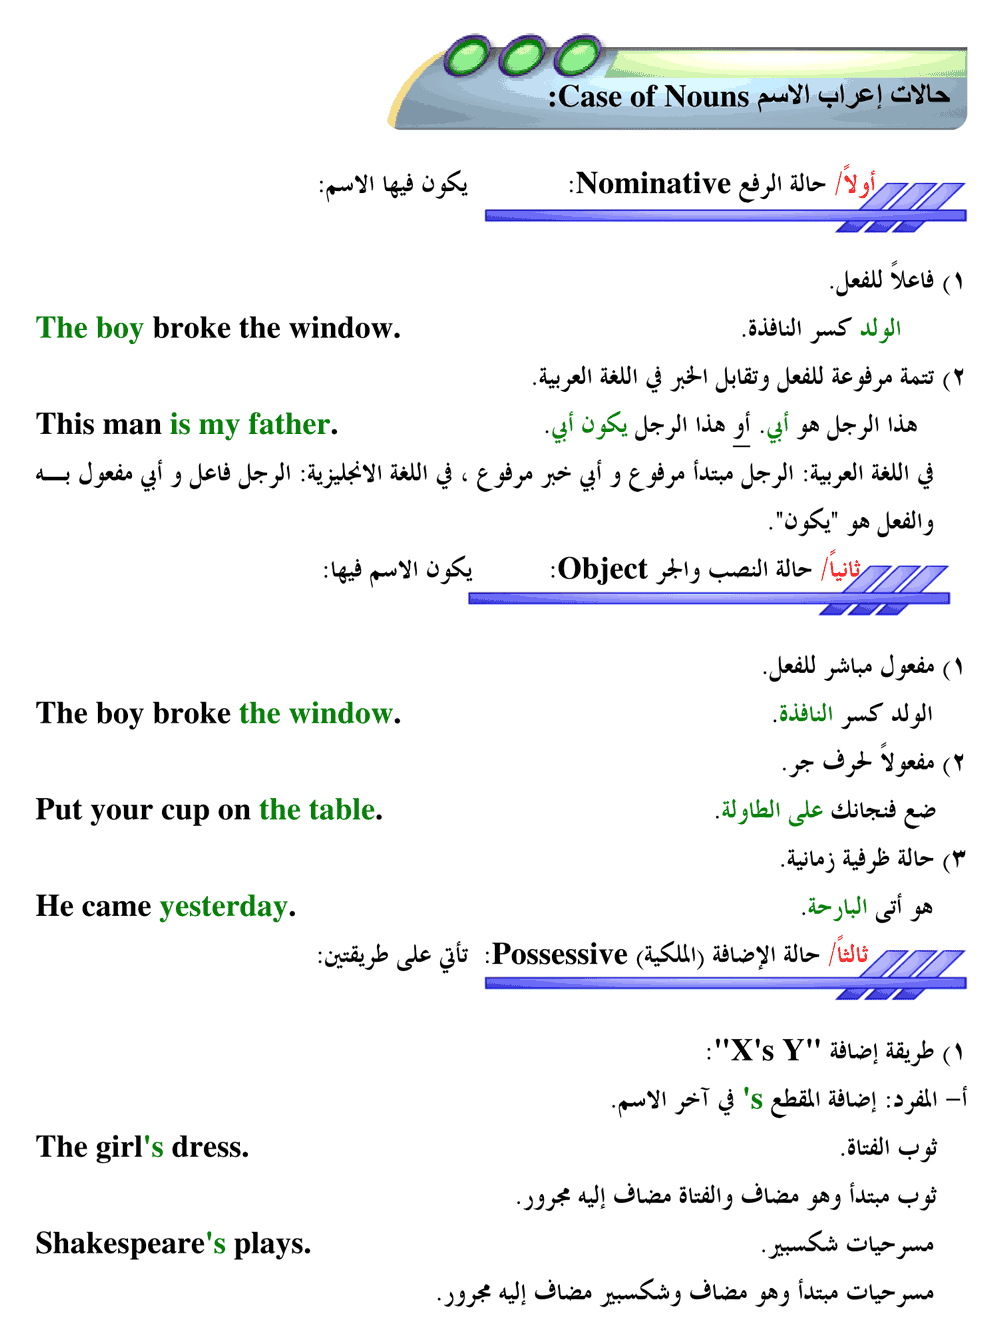 حالات إعراب الاسم Case of Nouns:
أولاً/ حالة الرفع Nominative: يكون فيها الاسم:
١) فاعلاً للفعل.
الولد كسر النافذة. The boy broke the window.
٢) تتمة مرفوعة للفعل وتقابل الخبر في اللغة العربية.
هذا الرجل هو أبي. أو هذا الرجل يكون أبي. This man is my father.
في اللغة العربية: الرجل مبتدأ مرفوع و أبي خبر مرفوع ، في اللغة الانجليزية: الرجل فاعل و أبي مفعول بـــه
والفعل هو "يكون".
ثانياً/ حالة النصب والجر Object: يكون الاسم فيها:
١) مفعول مباشر للفعل.
الولد كسر النافذة. The boy broke the window.
٢) مفعولاً لحرف جر.
ضع فنجانك على الطاولة. Put your cup on the table.
٣) حالة ظرفية زمانية.
هو أتى البارحة. He came yesterday.
ثالثاً/ حالة الإضافة (الملكية) Possessive: تأتي على طريقتين:
١) طريقة إضافة "X's Y":
أ- المفرد: إضافة المقطع 's في آخر الاسم.
ثوب الفتاة. The girl's dress.
ثوب مبتدأ وهو مضاف والفتاة مضاف إليه مجرور.
مسرحيات شكسبير. Shakespeare's plays.
مسرحيات مبتدأ وهو مضاف وشكسبير مضاف إليه مجرور.